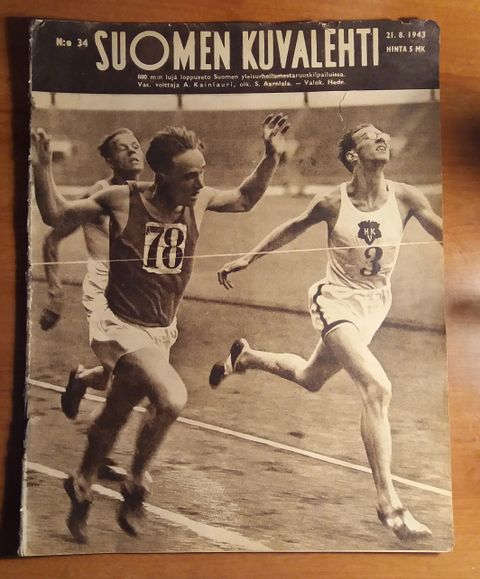 N:o 34
SUOMEN KUVALEHTI
21. 8. 1943
HINTA 5 MK
800 m:n lujä loppuveto Suomen yleisurheilumestaruuskilpailuissa.
Vas. voittaja A. Kainlauri, oik. S. Aarniala. — Valok. Hede.
78
HKV
3